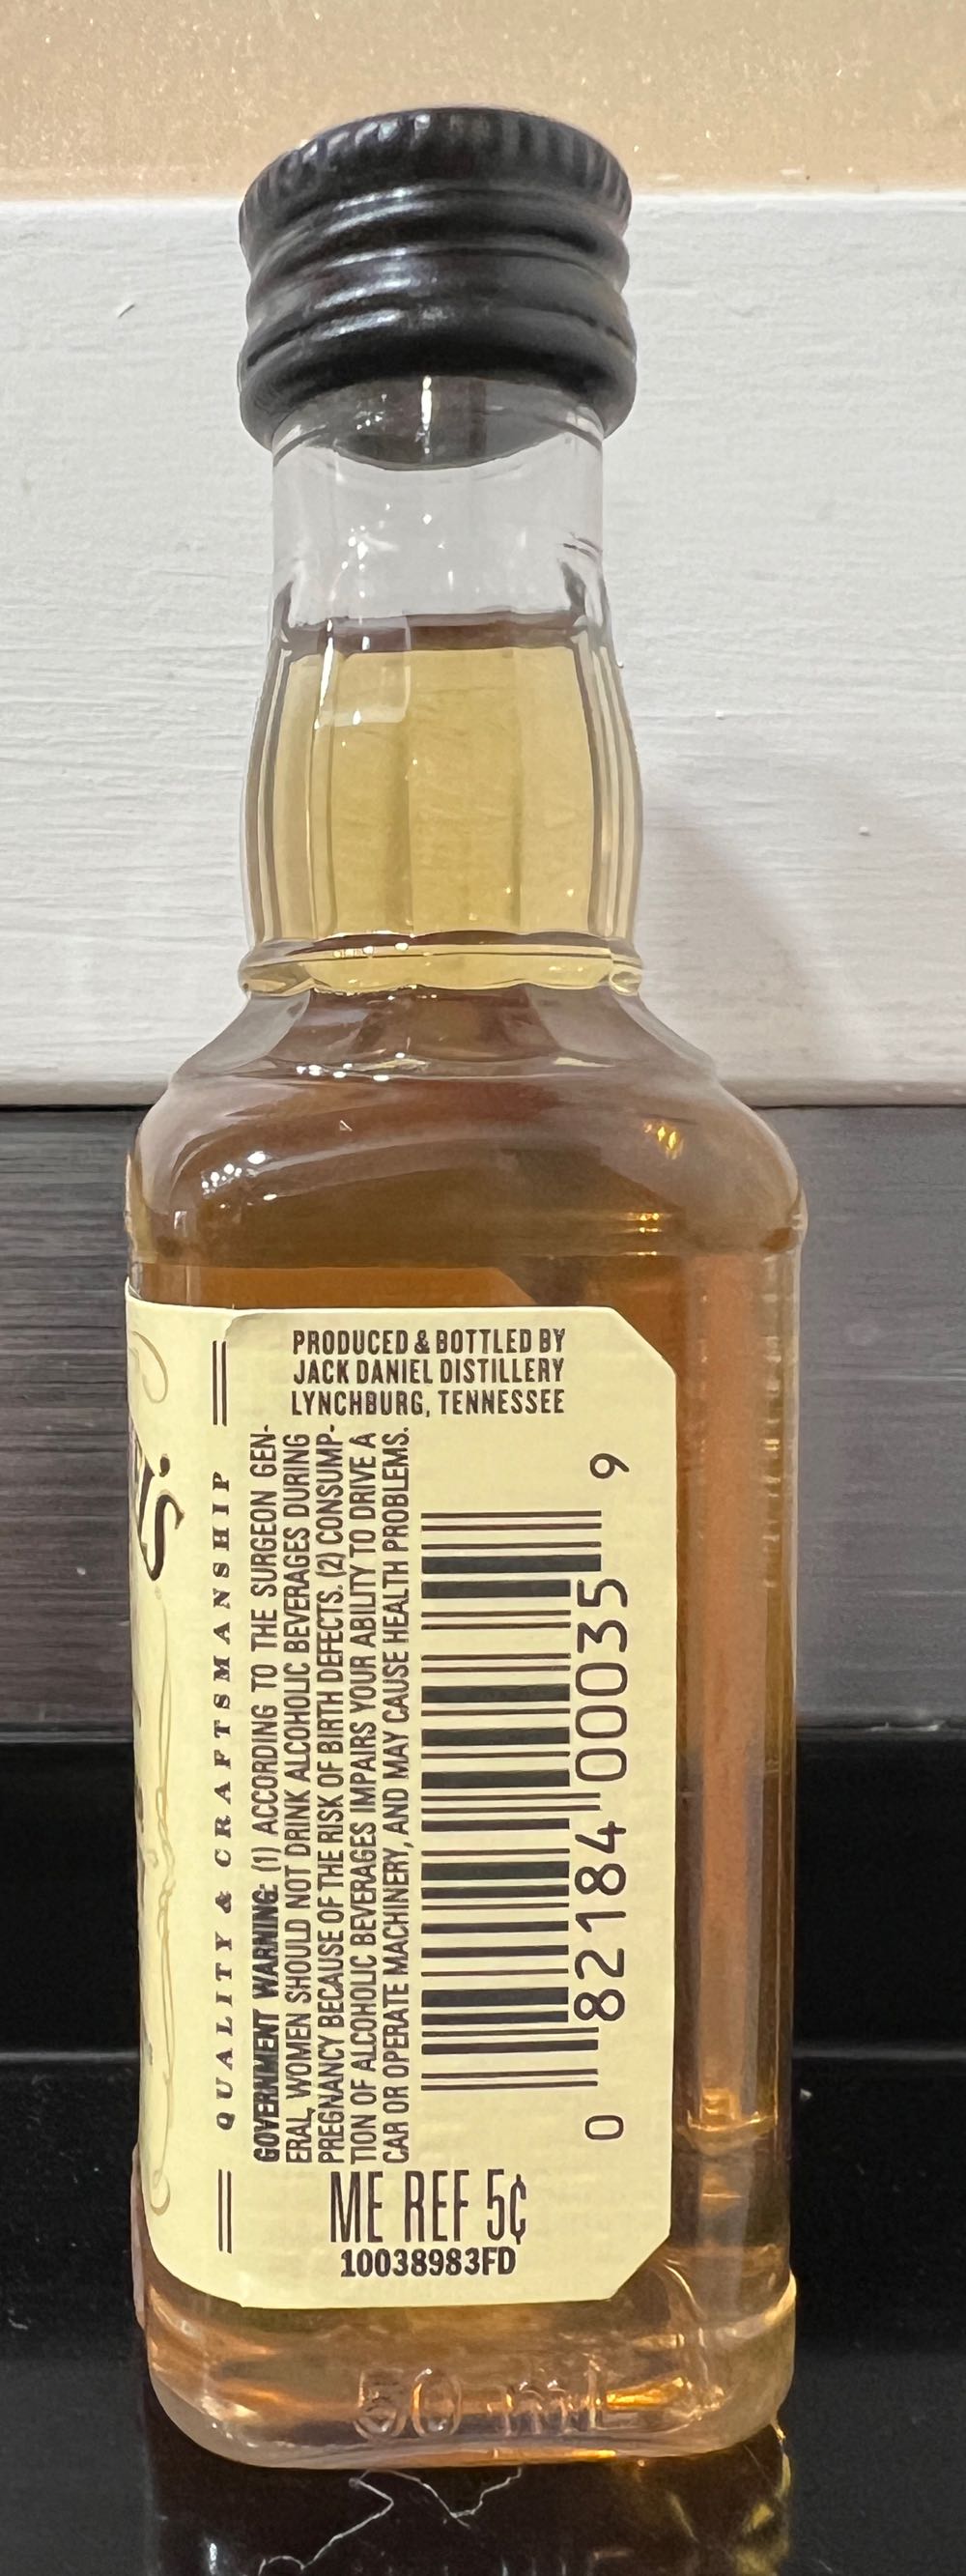 PRODUCED & BOTTLED BY
JACK DANIEL DISTILLERY
LYNCHBURG, TENNESSEE
QUALITY & CRAFTSMANSHIP
GOVERNMENT WARNING: (1) ACCORDING TO THE SURGEON GEN-
ERAL, WOMEN SHOULD NOT DRINK ALCOHOLIC BEVERAGES DURING
PREGNANCY BECAUSE OF THE RISK OF BIRTH DEFECTS. (2) CONSUMP-
TION OF ALCOHOLIC BEVERAGES IMPAIRS YOUR ABILITY TO DRIVE A
CAR OR OPERATE MACHINERY, AND MAY CAUSE HEALTH PROBLEMS.
0 82184 00035 9
ME REF 5¢
10038983FD
50 mL